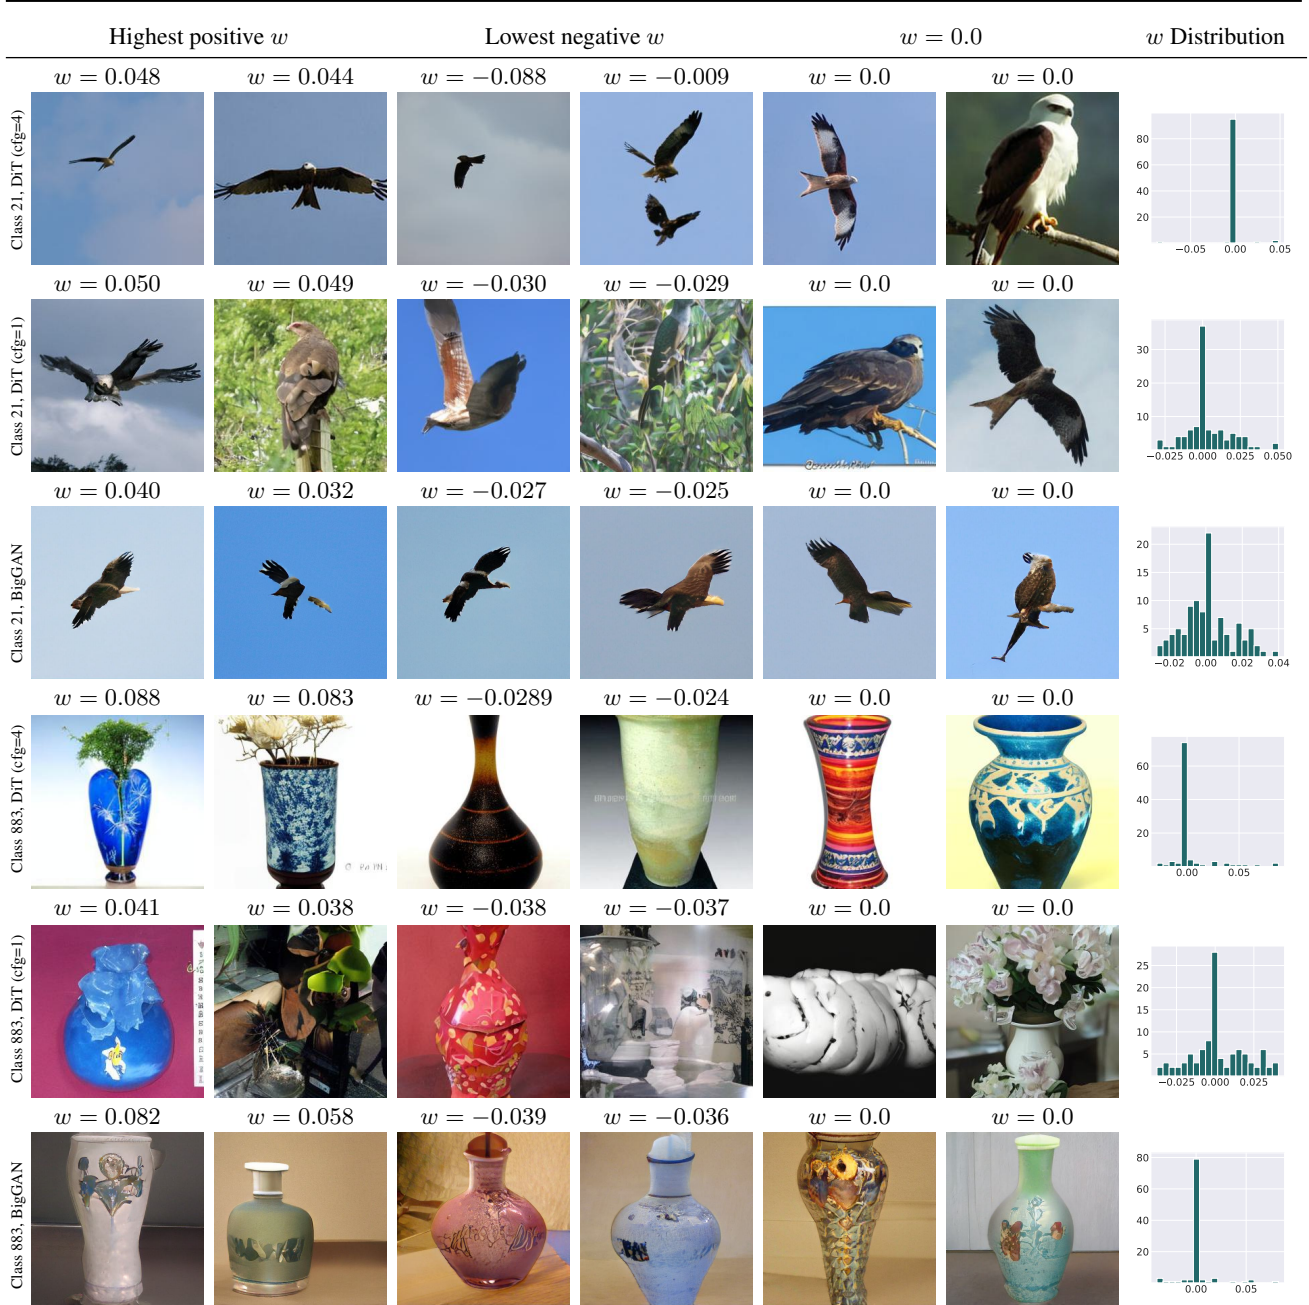 Highest positive w Lowest negative w w = 0.0 w Distribution
w = 0.048 w = 0.044 w = −0.088 w = −0.009 w = 0.0 w = 0.0
Class 21, DiT (cfg=4)
80
60
40
20
−0.05 0.00 0.05
w = 0.050 w = 0.049 w = −0.030 w = −0.029 w = 0.0 w = 0.0
Class 21, DiT (cfg=1)
30
20
10
−0.025 0.000 0.025 0.050
w = 0.040 w = 0.032 w = −0.027 w = −0.025 w = 0.0 w = 0.0
Class 21, BigGAN
20
15
10
5
−0.02 0.00 0.02 0.04
w = 0.088 w = 0.083 w = −0.0289 w = −0.024 w = 0.0 w = 0.0
Class 883, DiT (cfg=4)
60
40
20
0.00 0.05
w = 0.041 w = 0.038 w = −0.038 w = −0.037 w = 0.0 w = 0.0
Class 883, DiT (cfg=1)
25
20
15
10
5
−0.025 0.000 0.025
w = 0.082 w = 0.058 w = −0.039 w = −0.036 w = 0.0 w = 0.0
Class 883, BigGAN
80
60
40
20
0.00 0.05